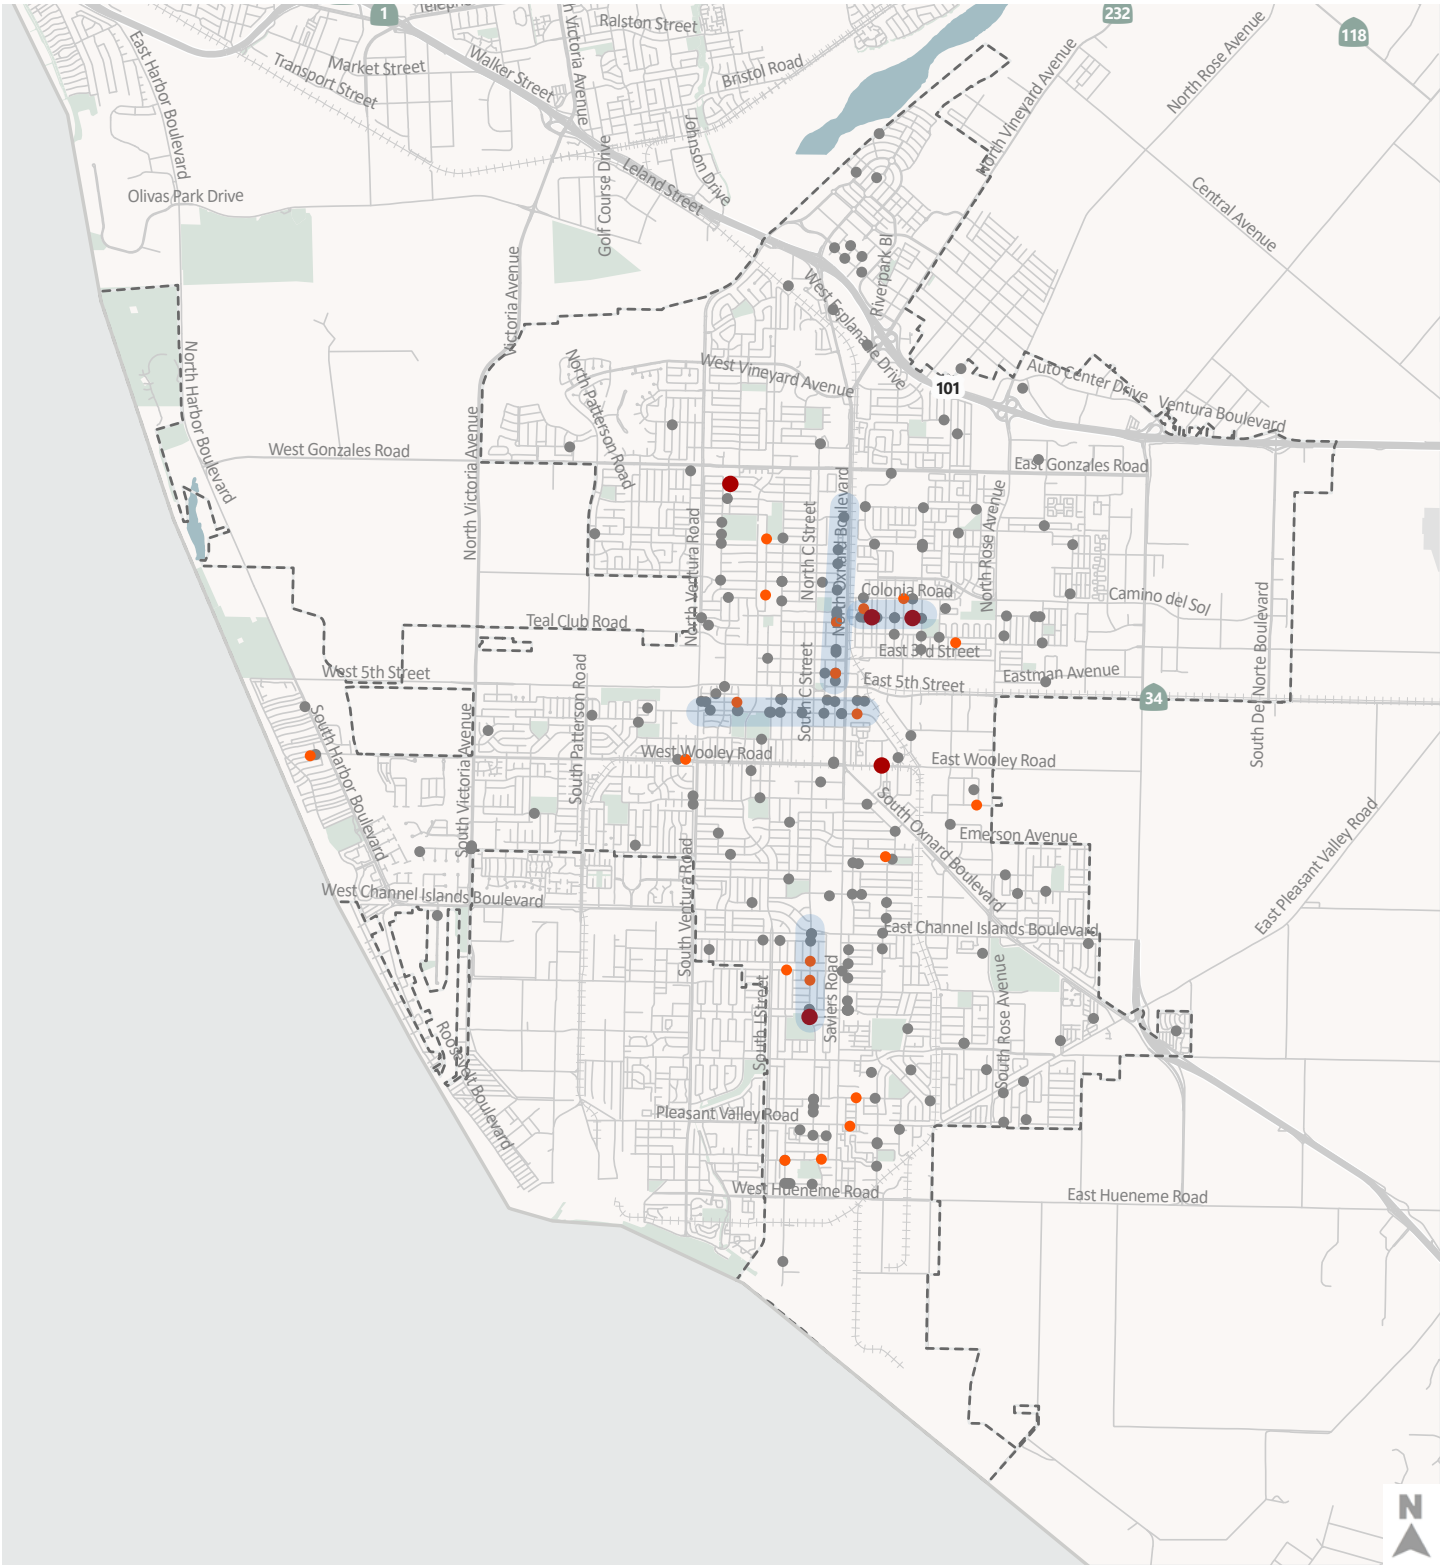 1
232
118
Ralston Street
Victoria Avenue
North Rose Avenue
East Harbor Boulevard
Market Street
Walker Street
Transport Street
Bristol Road
North Vineyard Avenue
Johnson Drive
Golf Course Drive
Leland Street
Olivas Park Drive
Central Avenue
Riverpark Bl
Victoria Avenue
West Esplanade Drive
North Harbor Boulevard
North Patterson Road
West Vineyard Avenue
101
Auto Center Drive
Ventura Boulevard
West Gonzales Road
East Gonzales Road
North Victoria Avenue
North Ventura Road
North C Street
North Oxnard Boulevard
North Rose Avenue
Colonia Road
Camino del Sol
Teal Club Road
East 3rd Street
West 5th Street
East 5th Street
Eastman Avenue
34
South Del Norte Boulevard
South Harbor Boulevard
South Victoria Avenue
South Patterson Road
South C Street
West Wooley Road
East Wooley Road
South Oxnard Boulevard
Emerson Avenue
East Pleasant Valley Road
West Channel Islands Boulevard
South Ventura Road
East Channel Islands Boulevard
South J Street
Saviers Road
South Rose Avenue
Roosevelt Boulevard
Pleasant Valley Road
West Hueneme Road
East Hueneme Road
N